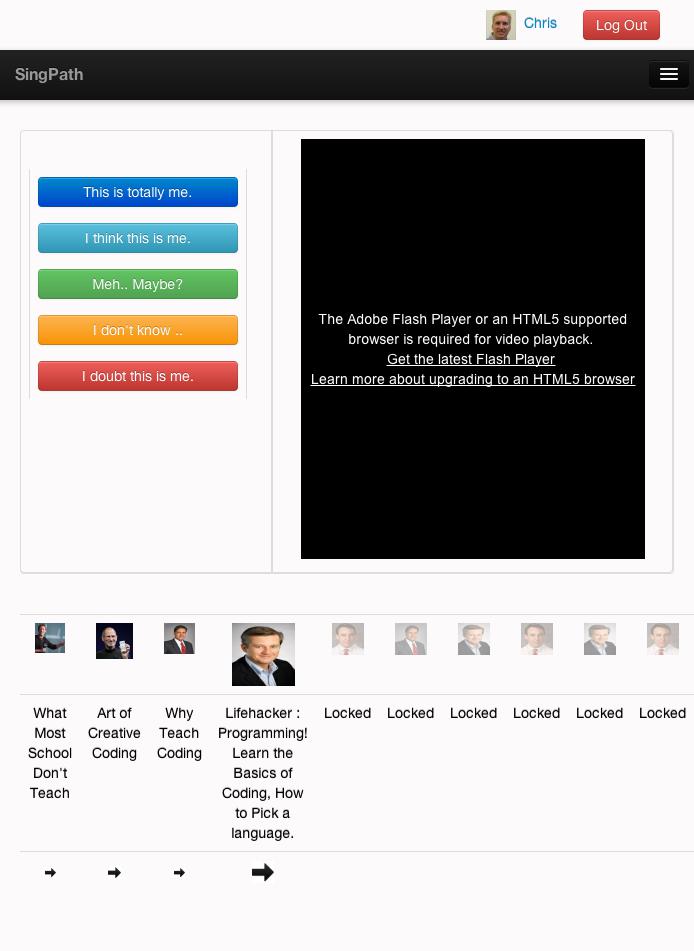 Chris
Log Out
SingPath
This is totally me.
I think this is me.
Meh.. Maybe?
I don't know ..
I doubt this is me.
The Adobe Flash Player or an HTML5 supported
browser is required for video playback.
Get the latest Flash Player
Learn more about upgrading to an HTML5 browser
What
Most
School
Don't
Teach
Art of
Creative
Coding
Why
Teach
Coding
Lifehacker :
Programming!
Learn the
Basics of
Coding, How
to Pick a
language.
Locked
Locked
Locked
Locked
Locked
Locked